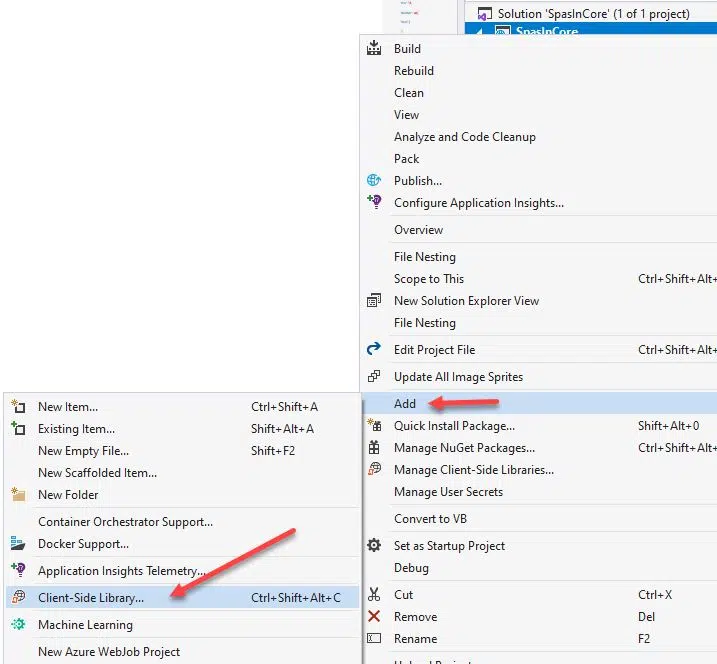 Solution 'SpasInCore' (1 of 1 project)
SpasInCore
Build
Rebuild
Clean
View
Analyze and Code Cleanup
Pack
Publish...
Configure Application Insights...
Overview
File Nesting
Scope to This Ctrl+Shift+Alt+
New Solution Explorer View
File Nesting
Edit Project File Ctrl+Shift+Alt+
Update All Image Sprites
Add
Quick Install Package... Shift+Alt+0
Manage NuGet Packages... Ctrl+Shift+Alt+
Manage Client-Side Libraries...
Manage User Secrets
Convert to VB
Set as Startup Project
Debug
Cut Ctrl+X
Remove Del
Rename F2
New Item... Ctrl+Shift+A
Existing Item... Shift+Alt+A
New Empty File... Shift+F2
New Scaffolded Item...
New Folder
Container Orchestrator Support...
Docker Support...
Application Insights Telemetry...
Client-Side Library... Ctrl+Shift+Alt+C
Machine Learning
New Azure WebJob Project